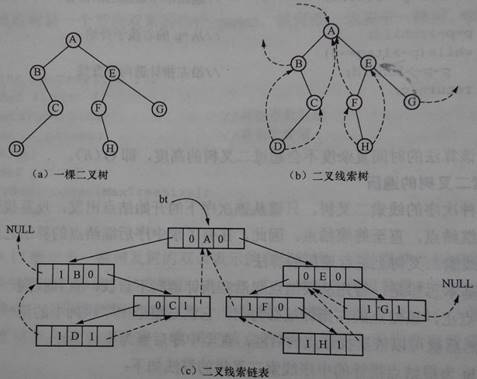 A
A
B
E
B
E
C
F
G
C
F
G
D
H
D
H
（a）一棵二叉树
（b）二叉线索树
bt
NULL
0 A 0
1 B 0
0 E 0
NULL
0 C 1
1 F 0
1 G 1
1 D 1
1 H 1
（c）二叉线索链表